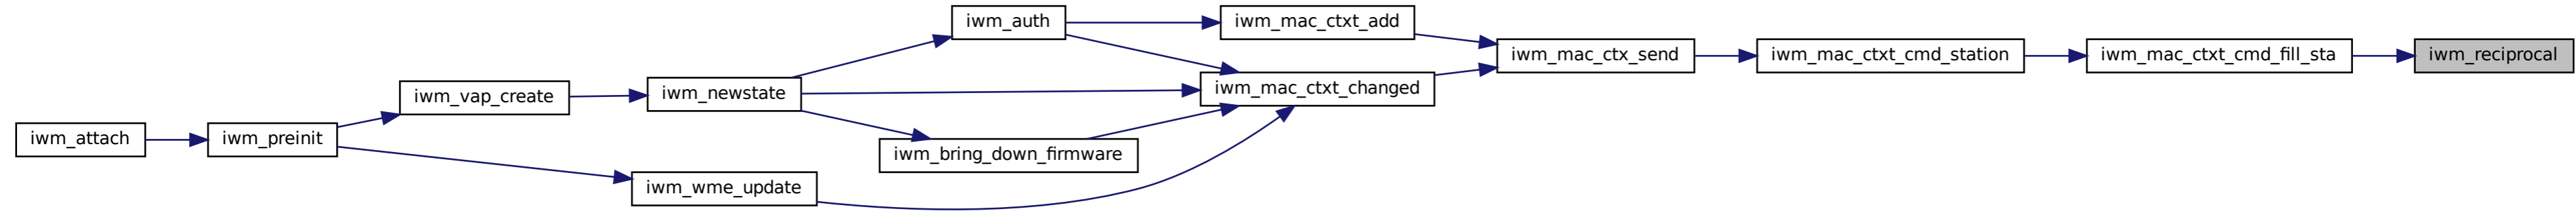 iwm_attach
iwm_preinit
iwm_vap_create
iwm_wme_update
iwm_newstate
iwm_auth
iwm_bring_down_firmware
iwm_mac_ctxt_add
iwm_mac_ctxt_changed
iwm_mac_ctx_send
iwm_mac_ctxt_cmd_station
iwm_mac_ctxt_cmd_fill_sta
iwm_reciprocal